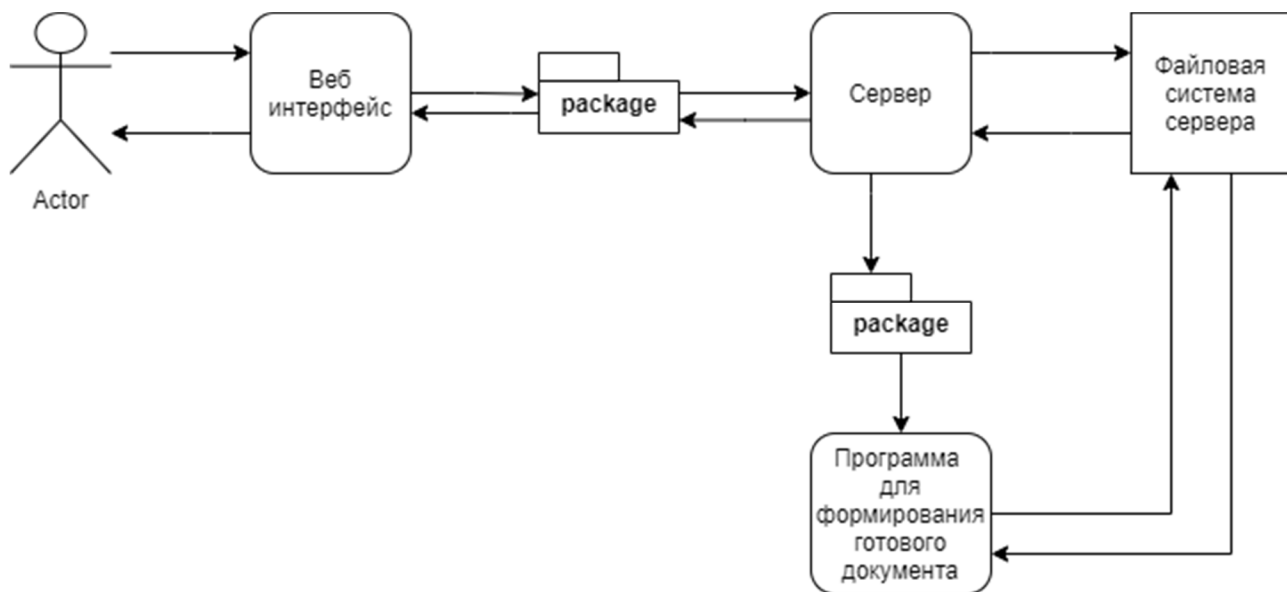 Actor
Веб
интерфейс
package
Сервер
Файловая
система
сервера
package
Программа
для
формирования
готового
документа